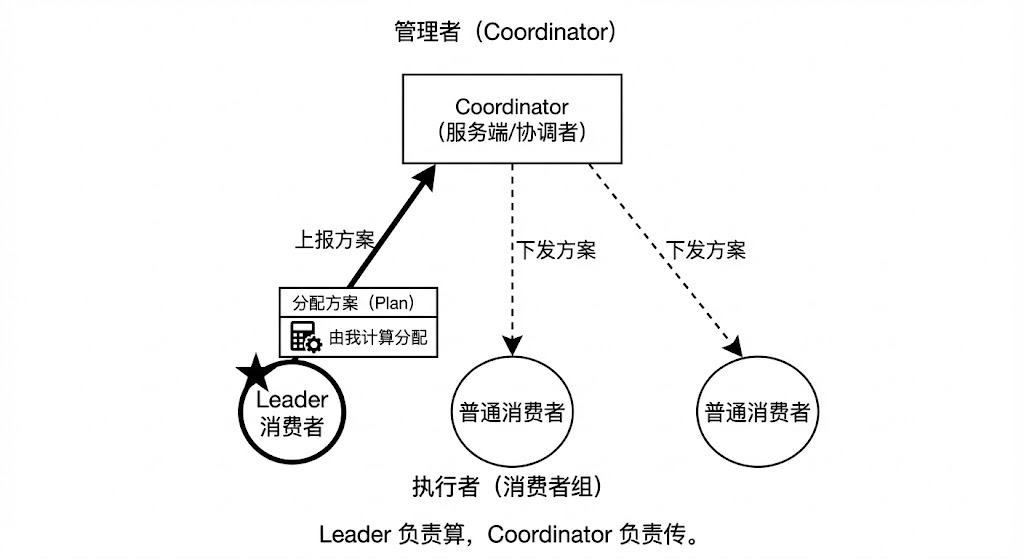 管理者（Coordinator）
Coordinator
（服务端/协调者）
上报方案
下发方案
下发方案
分配方案（Plan）
由我计算分配
Leader
消费者
普通消费者
普通消费者
执行者（消费者组）
Leader 负责算，Coordinator 负责传。